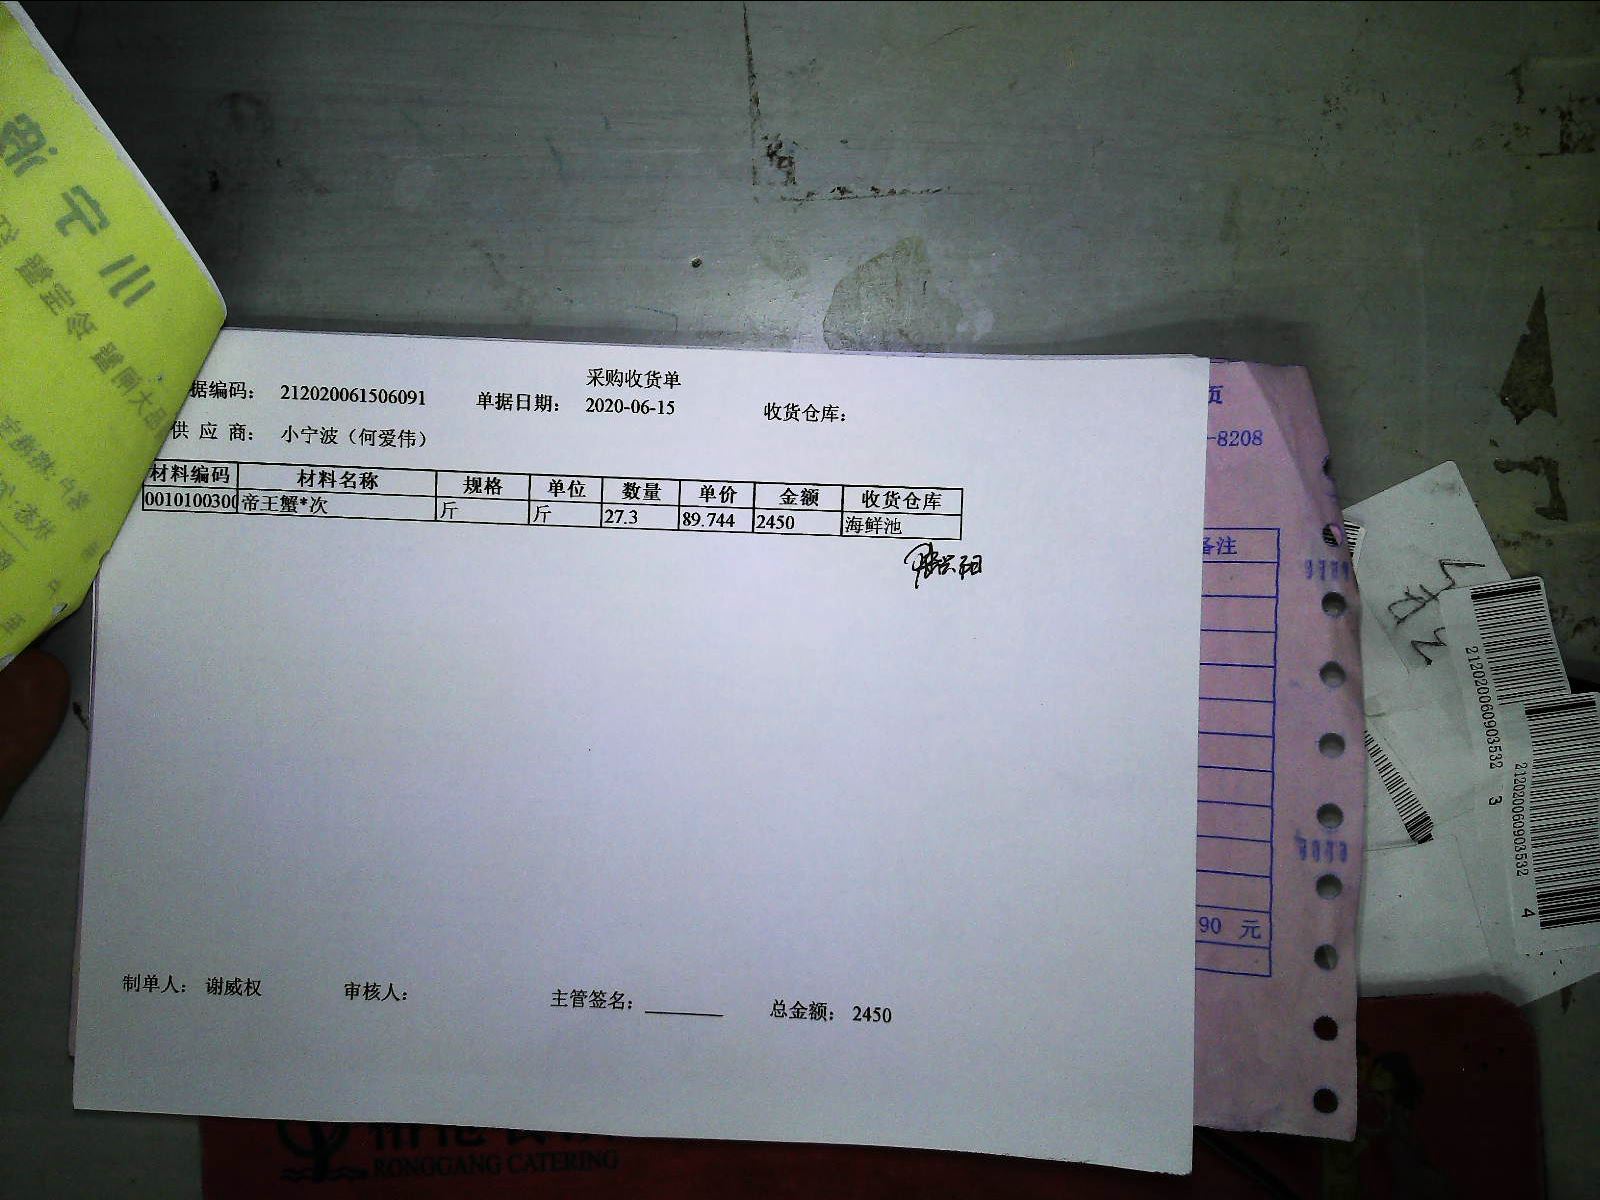 采购收货单
据编码： 212020061506091 单据日期： 2020-06-15 收货仓库：
供 应 商： 小宁波（何爱伟）
材料编码 材料名称 规格 单位 数量 单价 金额 收货仓库
0010100300 帝王蟹*次 斤 斤 27.3 89.744 2450 海鲜池
制单人： 谢威权 审核人： 主管签名： 总金额： 2450
页
-8208
备注
90 元
212020060903532 3
212020060903532 4
RONGGANG CATERING